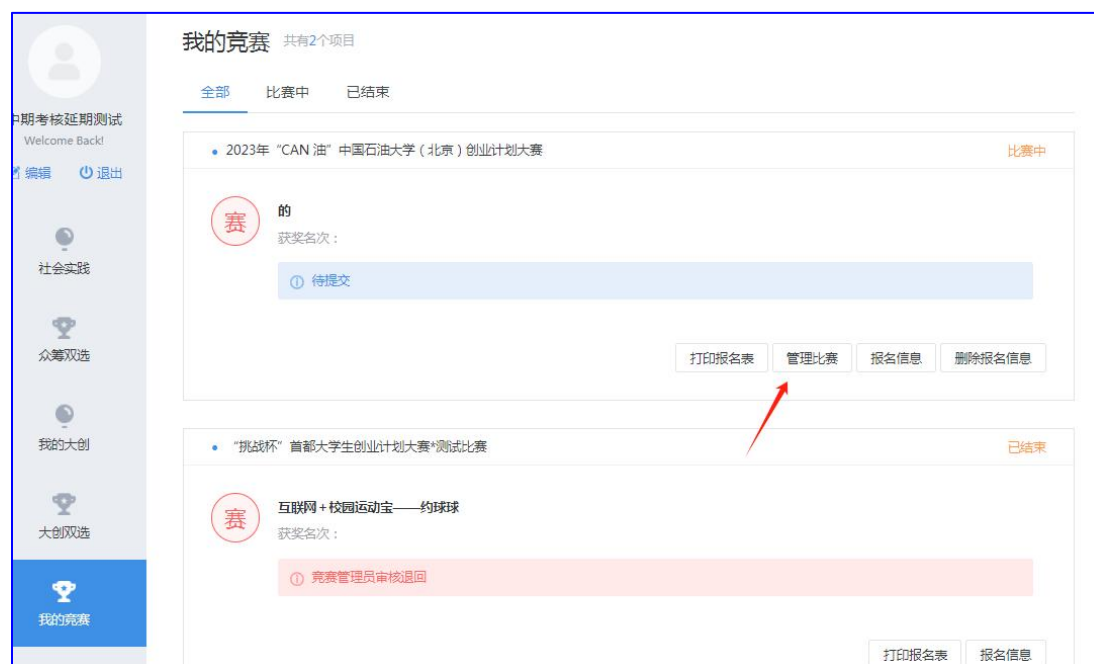 我的竞赛 共有2个项目
全部 比赛中 已结束
中期考核延期测试
Welcome Back!
编辑 退出
社会实践
众筹双选
我的大创
大创双选
我的竞赛
2023年“CAN 油”中国石油大学（北京）创业计划大赛 比赛中
赛
的
获奖名次：
待提交
打印报名表 管理比赛 报名信息 删除报名信息
“挑战杯”首都大学生创业计划大赛*测试比赛 已结束
赛
互联网+校园运动宝——约球球
获奖名次：
竞赛管理员审核退回
打印报名表 报名信息